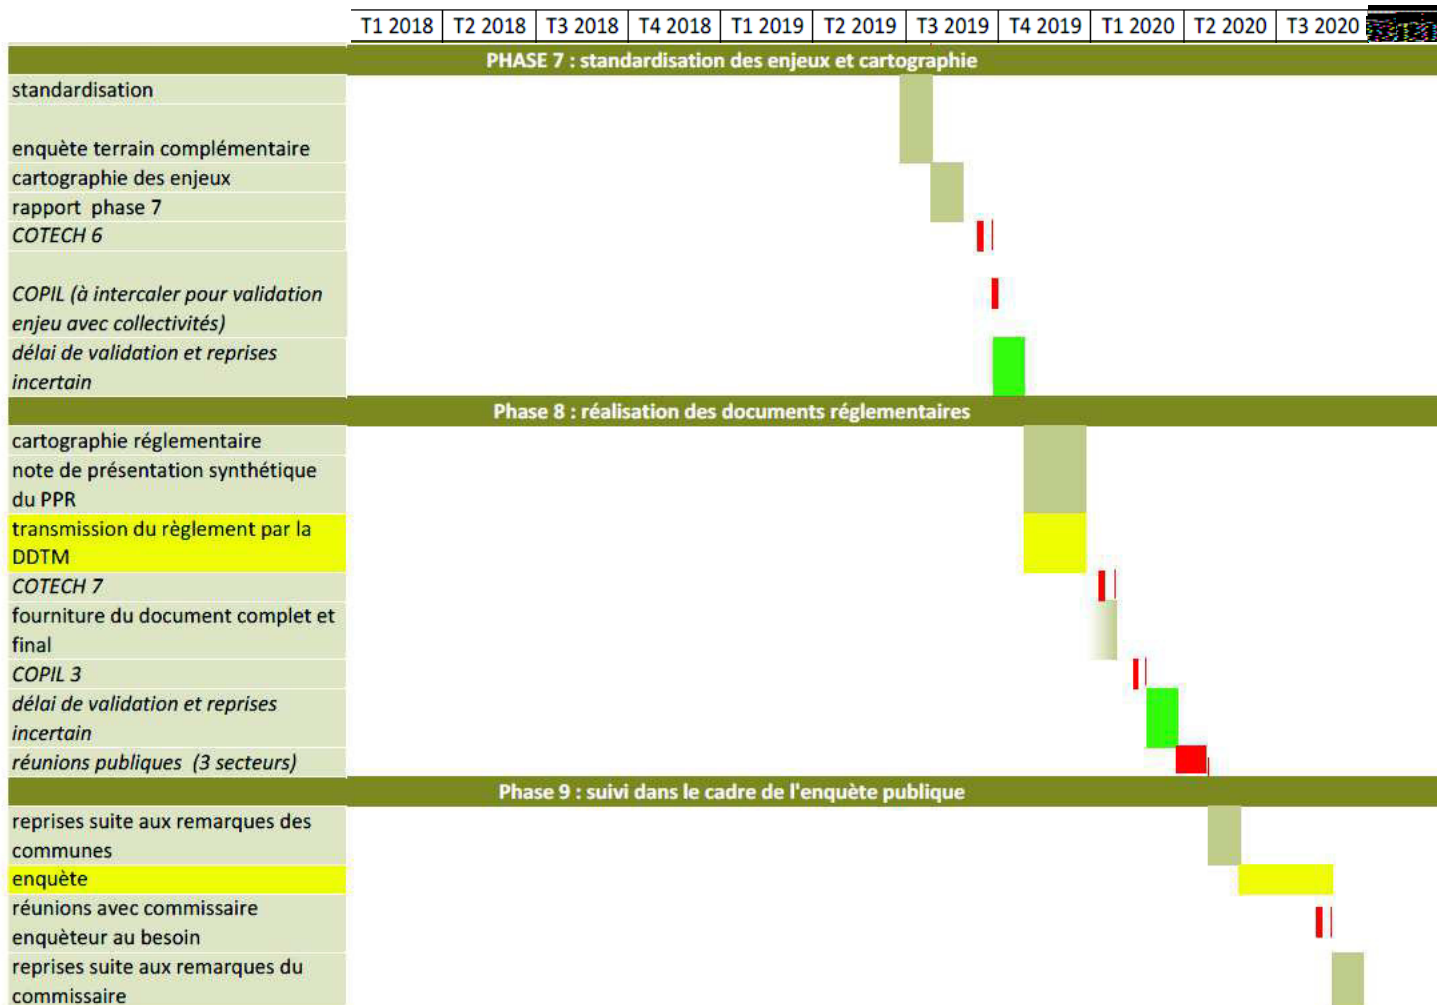 T1 2018 T2 2018 T3 2018 T4 2018 T1 2019 T2 2019 T3 2019 T4 2019 T1 2020 T2 2020 T3 2020
PHASE 7 : standardisation des enjeux et cartographie
standardisation
enquète terrain complémentaire
cartographie des enjeux
rapport phase 7
COTECH 6
COPIL (à intercaler pour validation
enjeu avec collectivités)
délai de validation et reprises
incertain
Phase 8 : réalisation des documents réglementaires
cartographie réglementaire
note de présentation synthétique
du PPR
transmission du règlement par la
DDTM
COTECH 7
fourniture du document complet et
final
COPIL 3
délai de validation et reprises
incertain
réunions publiques (3 secteurs)
Phase 9 : suivi dans le cadre de l'enquète publique
reprises suite aux remarques des
communes
enquète
réunions avec commissaire
enquèteur au besoin
reprises suite aux remarques du
commissaire